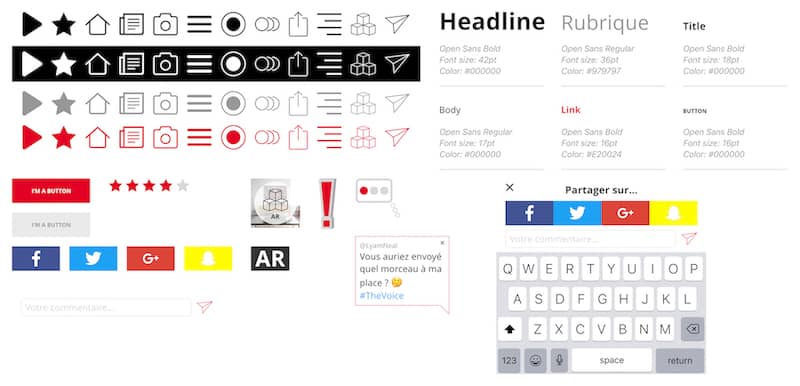 Headline
Open Sans Bold
Font size: 42pt
Color: #000000
Rubrique
Open Sans Regular
Font size: 36pt
Color: #979797
Title
Open Sans Bold
Font size: 18pt
Color: #000000
Body
Open Sans Regular
Font size: 17pt
Color: #000000
Link
Open Sans Bold
Font size: 16pt
Color: #E20024
BUTTON
Open Sans Bold
Font size: 16pt
Color: #000000
I'M A BUTTON
I'M A BUTTON
f
G+
AR
AR
@LyamNeal
Vous auriez envoyé
quel morceau à ma
place ? 🤔
#TheVoice
Votre commentaire...
Partager sur...
f
G+
Votre commentaire...
Q W E R T Y U I O P
A S D F G H J K L
Z X C V B N M
123 space return